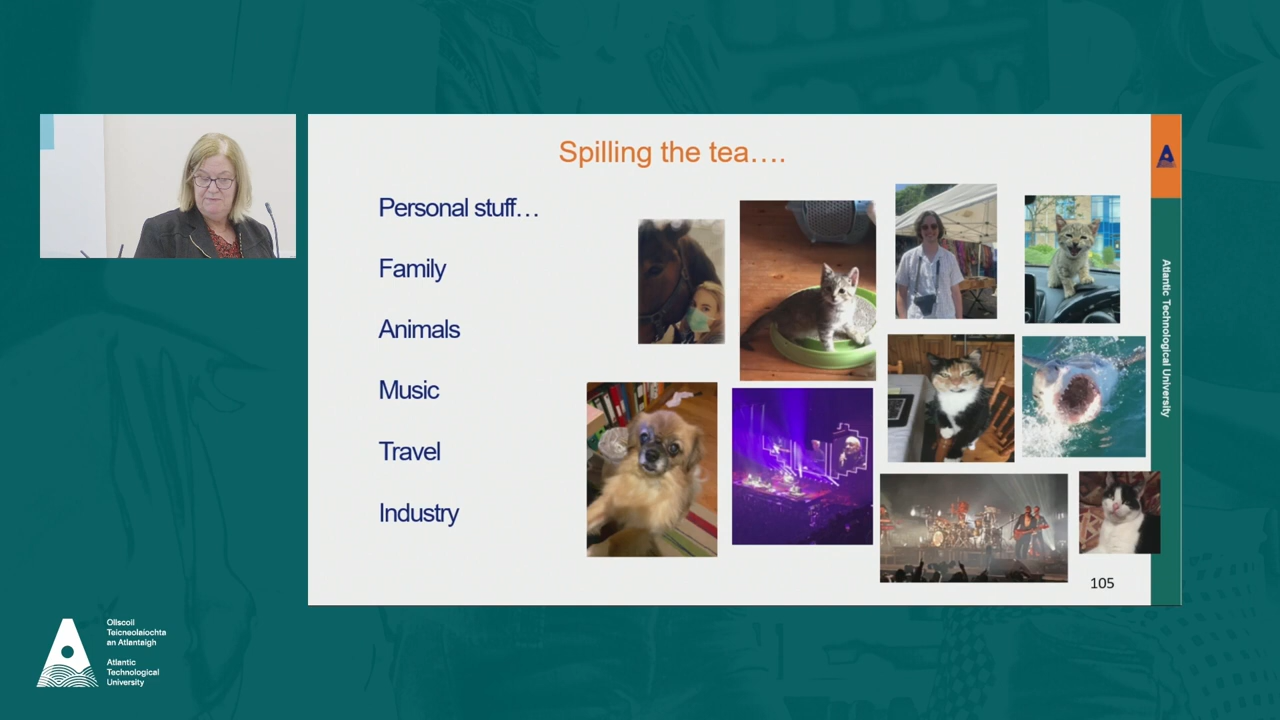 Spilling the tea….
Personal stuff…
Family
Animals
Music
Travel
Industry
105
Atlantic Technological University
Ollscoil
Teicneolaíochta
an Atlantaigh
Atlantic
Technological
University